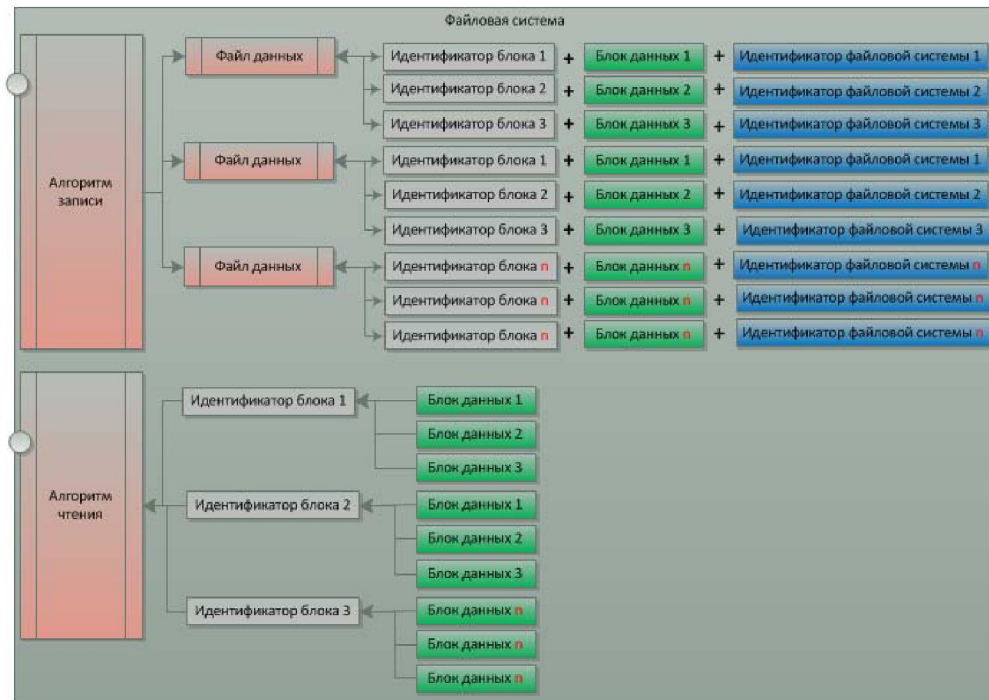 Файловая система
Алгоритм
записи
Файл данных
Идентификатор блока 1 + Блок данных 1 + Идентификатор файловой системы 1
Идентификатор блока 2 + Блок данных 2 + Идентификатор файловой системы 2
Идентификатор блока 3 + Блок данных 3 + Идентификатор файловой системы 3
Файл данных
Идентификатор блока 1 + Блок данных 1 + Идентификатор файловой системы 1
Идентификатор блока 2 + Блок данных 2 + Идентификатор файловой системы 2
Идентификатор блока 3 + Блок данных 3 + Идентификатор файловой системы 3
Файл данных
Идентификатор блока n + Блок данных n + Идентификатор файловой системы n
Идентификатор блока n + Блок данных n + Идентификатор файловой системы n
Идентификатор блока n + Блок данных n + Идентификатор файловой системы n
Алгоритм
чтения
Идентификатор блока 1
Блок данных 1
Блок данных 2
Блок данных 3
Идентификатор блока 2
Блок данных 1
Блок данных 2
Блок данных 3
Идентификатор блока 3
Блок данных n
Блок данных n
Блок данных n